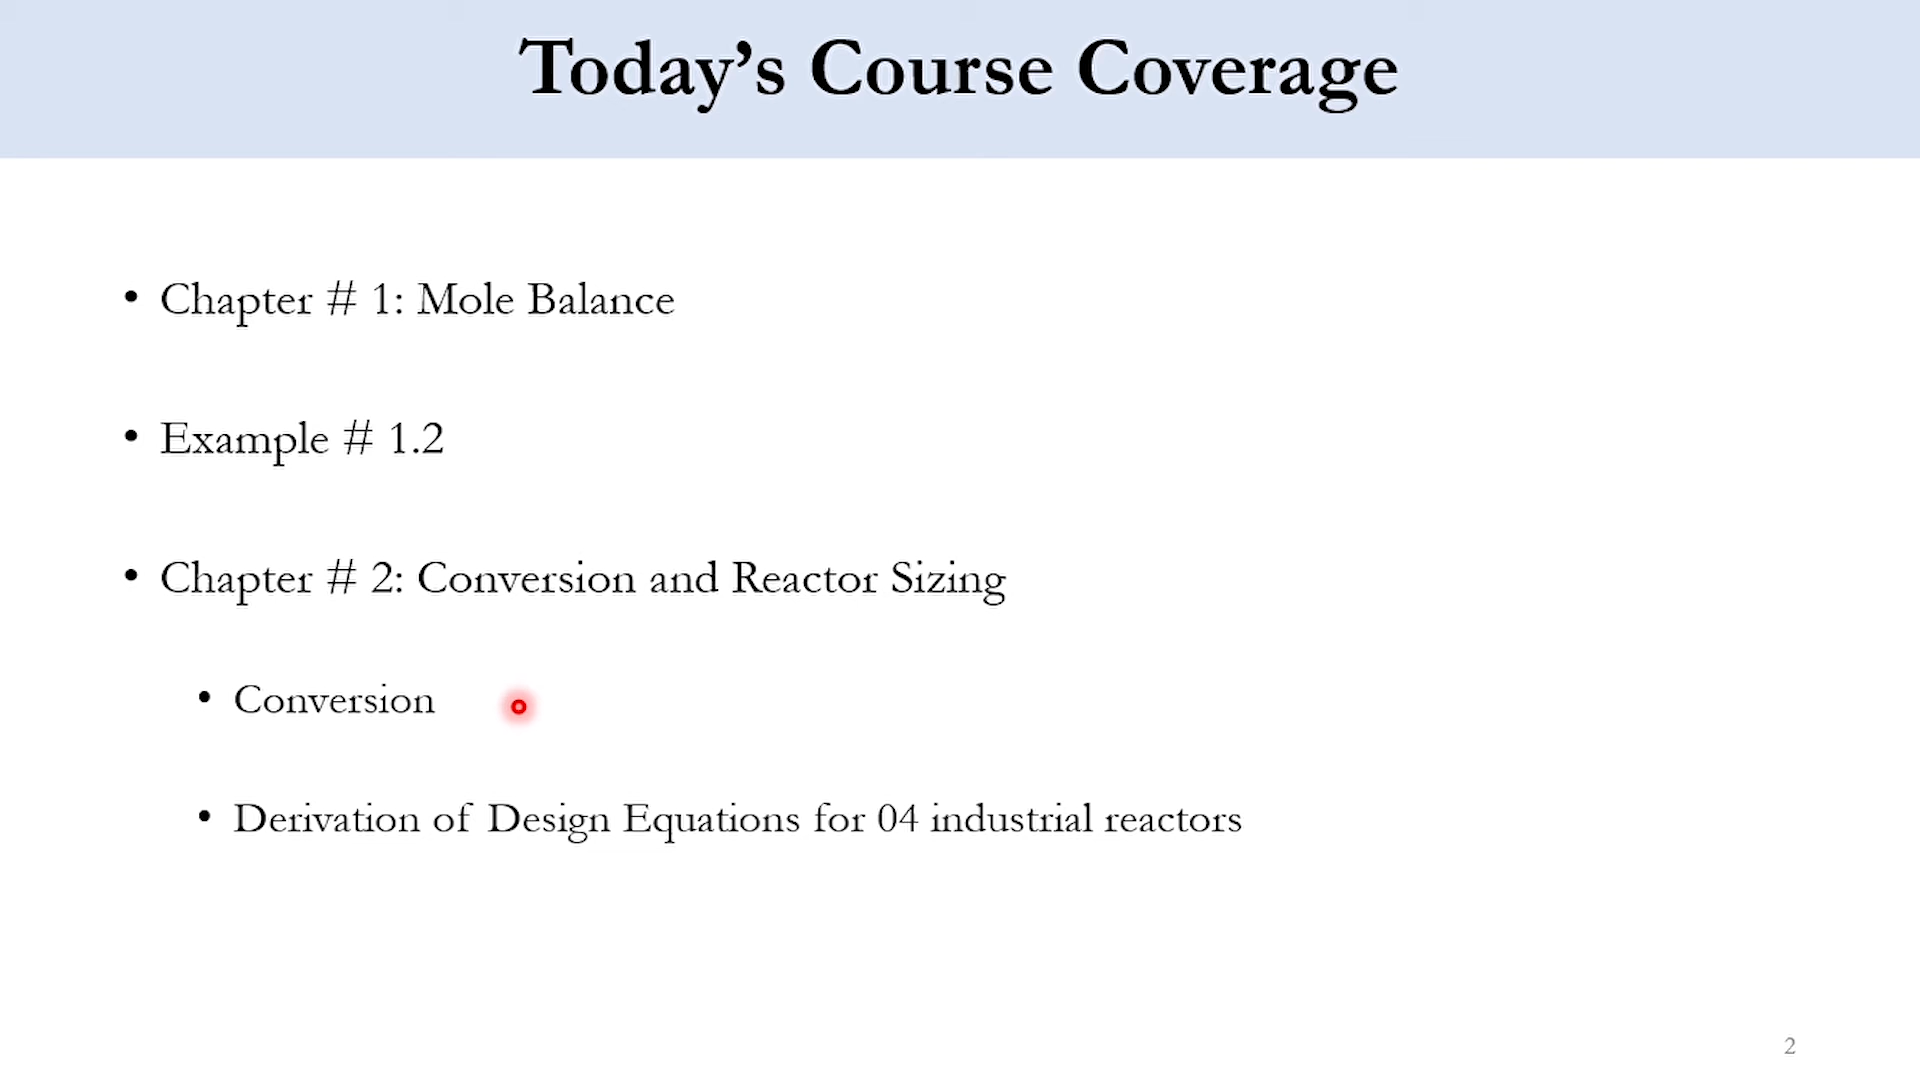 Today’s Course Coverage
• Chapter # 1: Mole Balance
• Example # 1.2
• Chapter # 2: Conversion and Reactor Sizing
• Conversion
• Derivation of Design Equations for 04 industrial reactors
2